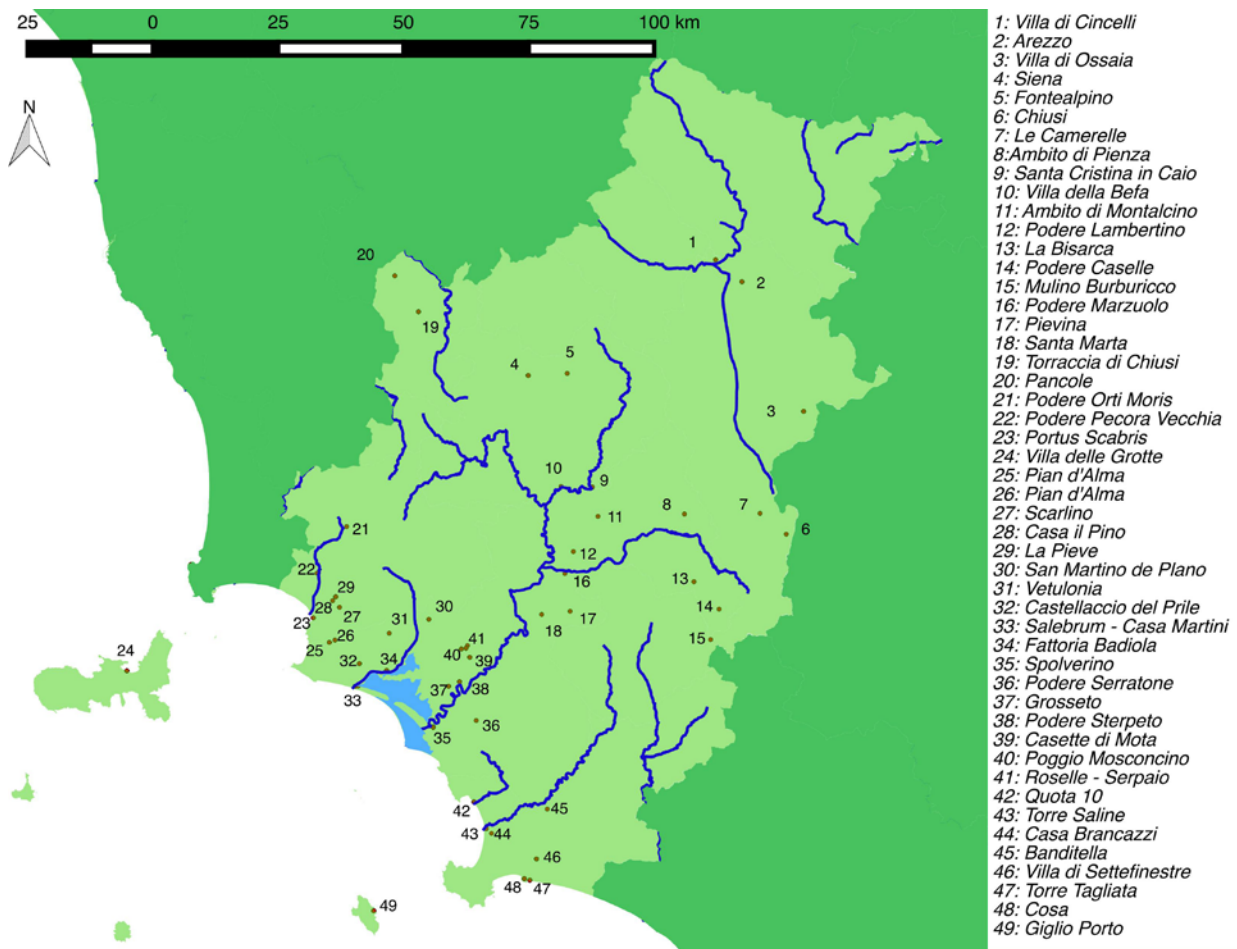 25 0 50 100 km
N
1: Villa di Cincelli
2: Arezzo
3: Villa di Ossaia
4: Siena
5: Fontealpino
6: Chiusi
7: Le Camerelle
8:Ambito di Pienza
9: Santa Cristina in Caio
10: Villa della Befa
11: Ambito di Montalcino
12: Podere Lambertino
13: La Bisarca
14: Podere Caselle
15: Mulino Burburicco
16: Podere Marzuolo
17: Pievina
18: Santa Marta
19: Torraccia di Chiusi
20: Pancole
21: Podere Orti Moris
22: Podere Pecora Vecchia
23: Portus Scabris
24: Villa delle Grotte
25: Pian d'Alma
26: Pian d'Alma
27: Scarlino
28: Casa il Pino
29: La Pieve
30: San Martino de Plano
31: Vetulonia
32: Castellaccio del Prile
33: Salebrum - Casa Martini
34: Fattoria Badiola
35: Spolverino
36: Podere Serratone
37: Grosseto
38: Podere Sterpeto
39: Casette di Mota
40: Poggio Mosconcino
41: Roselle - Serpaio
42: Quota 10
43: Torre Saline
44: Casa Brancazzi
45: Banditella
46: Villa di Settefinestre
47: Torre Tagliata
48: Cosa
49: Giglio Porto
1
20
2
19
4
5
3
10
9
8
7
11
6
21
12
22
16
13
29
28
27
14
23
31
30
18
17
25
26
41
15
40
24
32
34
39
33
37
38
35
36
42
45
43
44
46
48
47
49